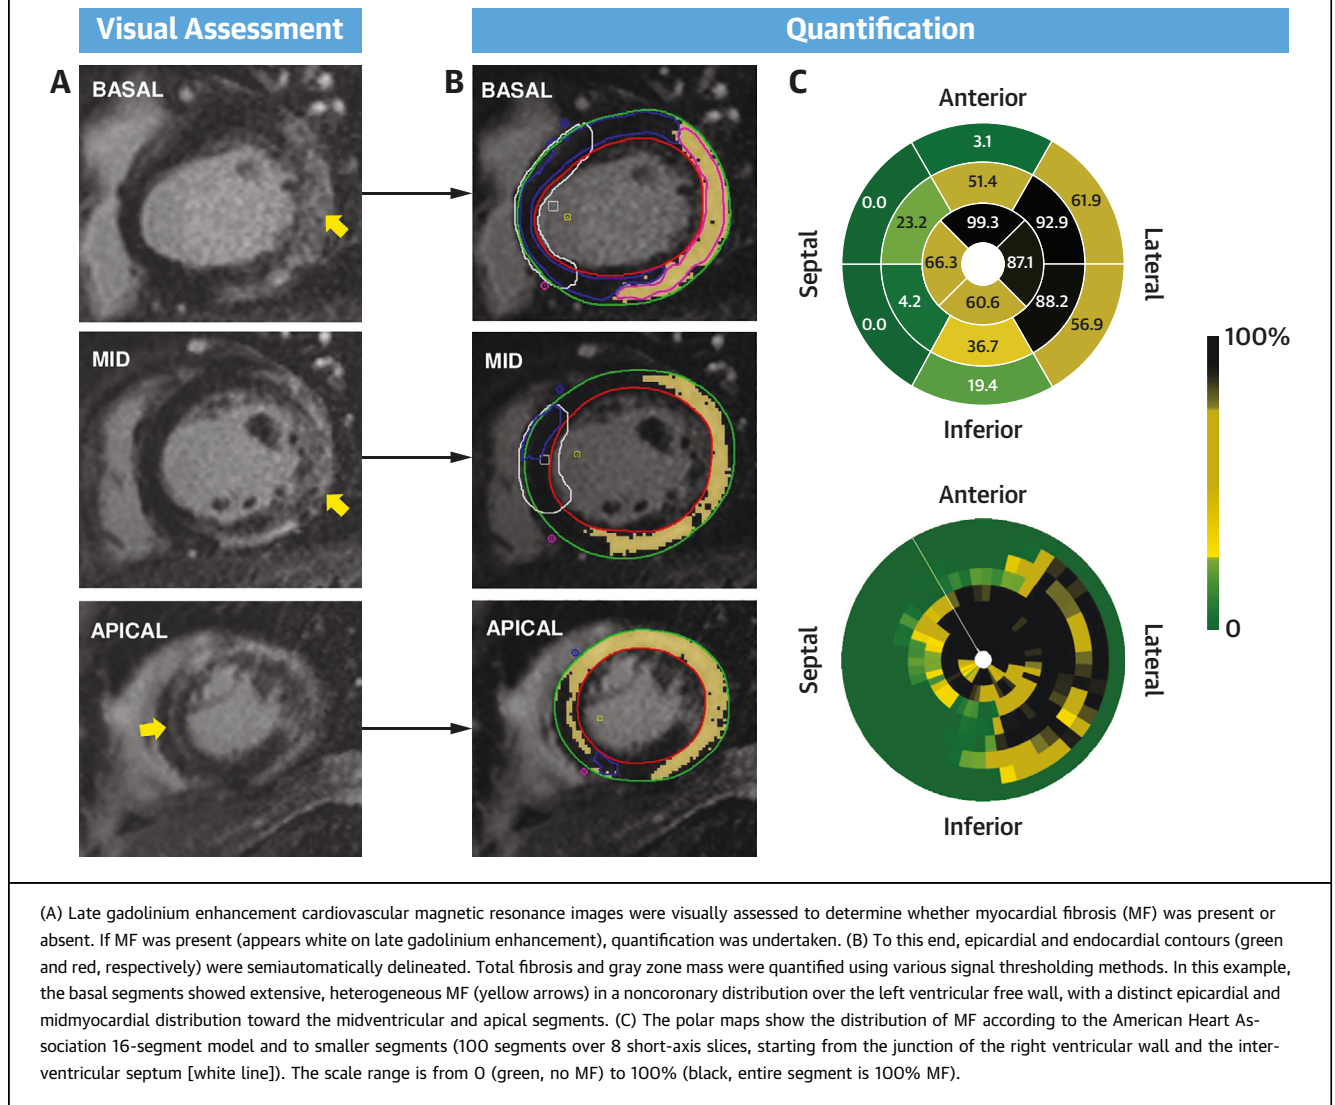 Visual Assessment
Quantification
A
BASAL
B
BASAL
C
Anterior
3.1
51.4
0.0
61.9
23.2
99.3
92.9
Septal
66.3
87.1
Lateral
4.2
60.6
88.2
0.0
56.9
36.7
19.4
Inferior
MID
MID
100%
0
Anterior
Septal
Lateral
Inferior
APICAL
APICAL
(A) Late gadolinium enhancement cardiovascular magnetic resonance images were visually assessed to determine whether myocardial fibrosis (MF) was present or
absent. If MF was present (appears white on late gadolinium enhancement), quantification was undertaken. (B) To this end, epicardial and endocardial contours (green
and red, respectively) were semiautomatically delineated. Total fibrosis and gray zone mass were quantified using various signal thresholding methods. In this example,
the basal segments showed extensive, heterogeneous MF (yellow arrows) in a noncoronary distribution over the left ventricular free wall, with a distinct epicardial and
midmyocardial distribution toward the midventricular and apical segments. (C) The polar maps show the distribution of MF according to the American Heart As-
sociation 16-segment model and to smaller segments (100 segments over 8 short-axis slices, starting from the junction of the right ventricular wall and the inter-
ventricular septum [white line]). The scale range is from 0 (green, no MF) to 100% (black, entire segment is 100% MF).